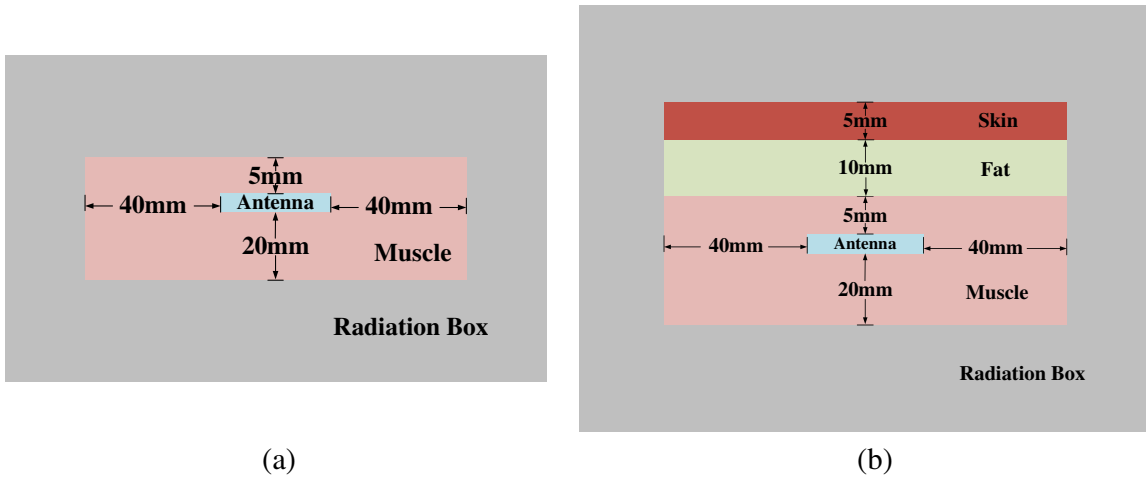 5mm
Antenna
40mm
40mm
20mm
Muscle
Radiation Box
(a)
5mm
Skin
10mm
Fat
5mm
Antenna
40mm
40mm
20mm
Muscle
Radiation Box
(b)